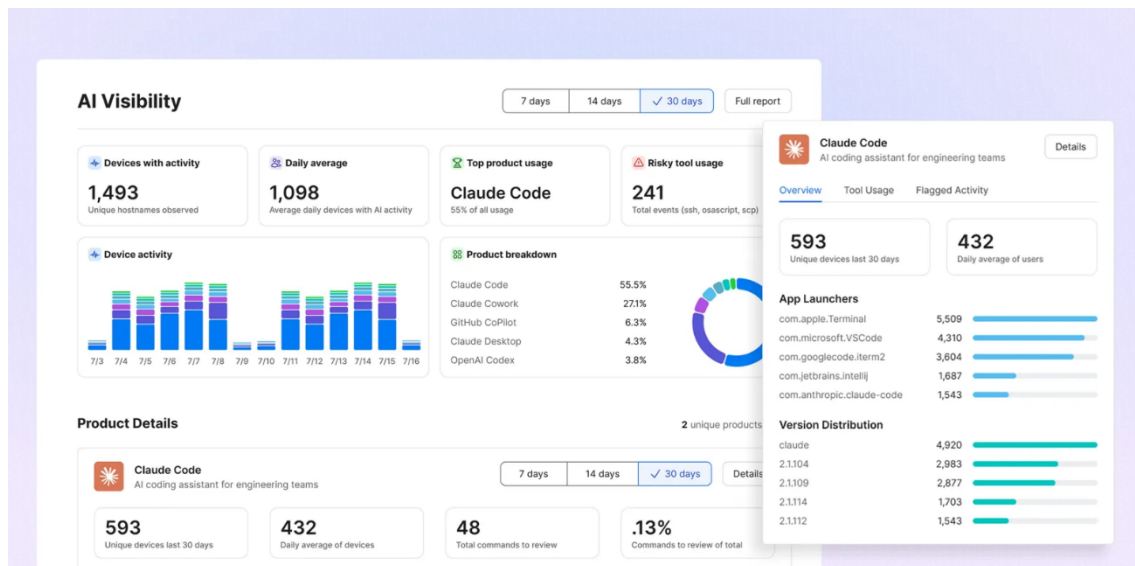 AI Visibility
7 days
14 days
30 days
Full report
Devices with activity
1,493
Unique hostnames observed
Daily average
1,098
Average daily devices with AI activity
Top product usage
Claude Code
55% of all usage
Risky tool usage
241
Total events (ssh, osascript, scp)
Device activity
7/3 7/4 7/5 7/6 7/7 7/8 7/9 7/10 7/11 7/12 7/13 7/14 7/15 7/16
Product breakdown
Claude Code 55.5%
Claude Cowork 27.1%
GitHub CoPilot 6.3%
Claude Desktop 4.3%
OpenAI Codex 3.8%
Product Details
2 unique products
Claude Code
AI coding assistant for engineering teams
7 days
14 days
30 days
Details
593
Unique devices last 30 days
432
Daily average of devices
48
Total commands to review
.13%
Commands to review of total
Claude Code
AI coding assistant for engineering teams
Details
Overview
Tool Usage
Flagged Activity
593
Unique devices last 30 days
432
Daily average of users
App Launchers
com.apple.Terminal 5,509
com.microsoft.VSCode 4,310
com.googlecode.iterm2 3,604
com.jetbrains.intellij 1,687
com.anthropic.claude-code 1,543
Version Distribution
claude 4,920
2.1.104 2,983
2.1.109 2,877
2.1.114 1,703
2.1.112 1,543